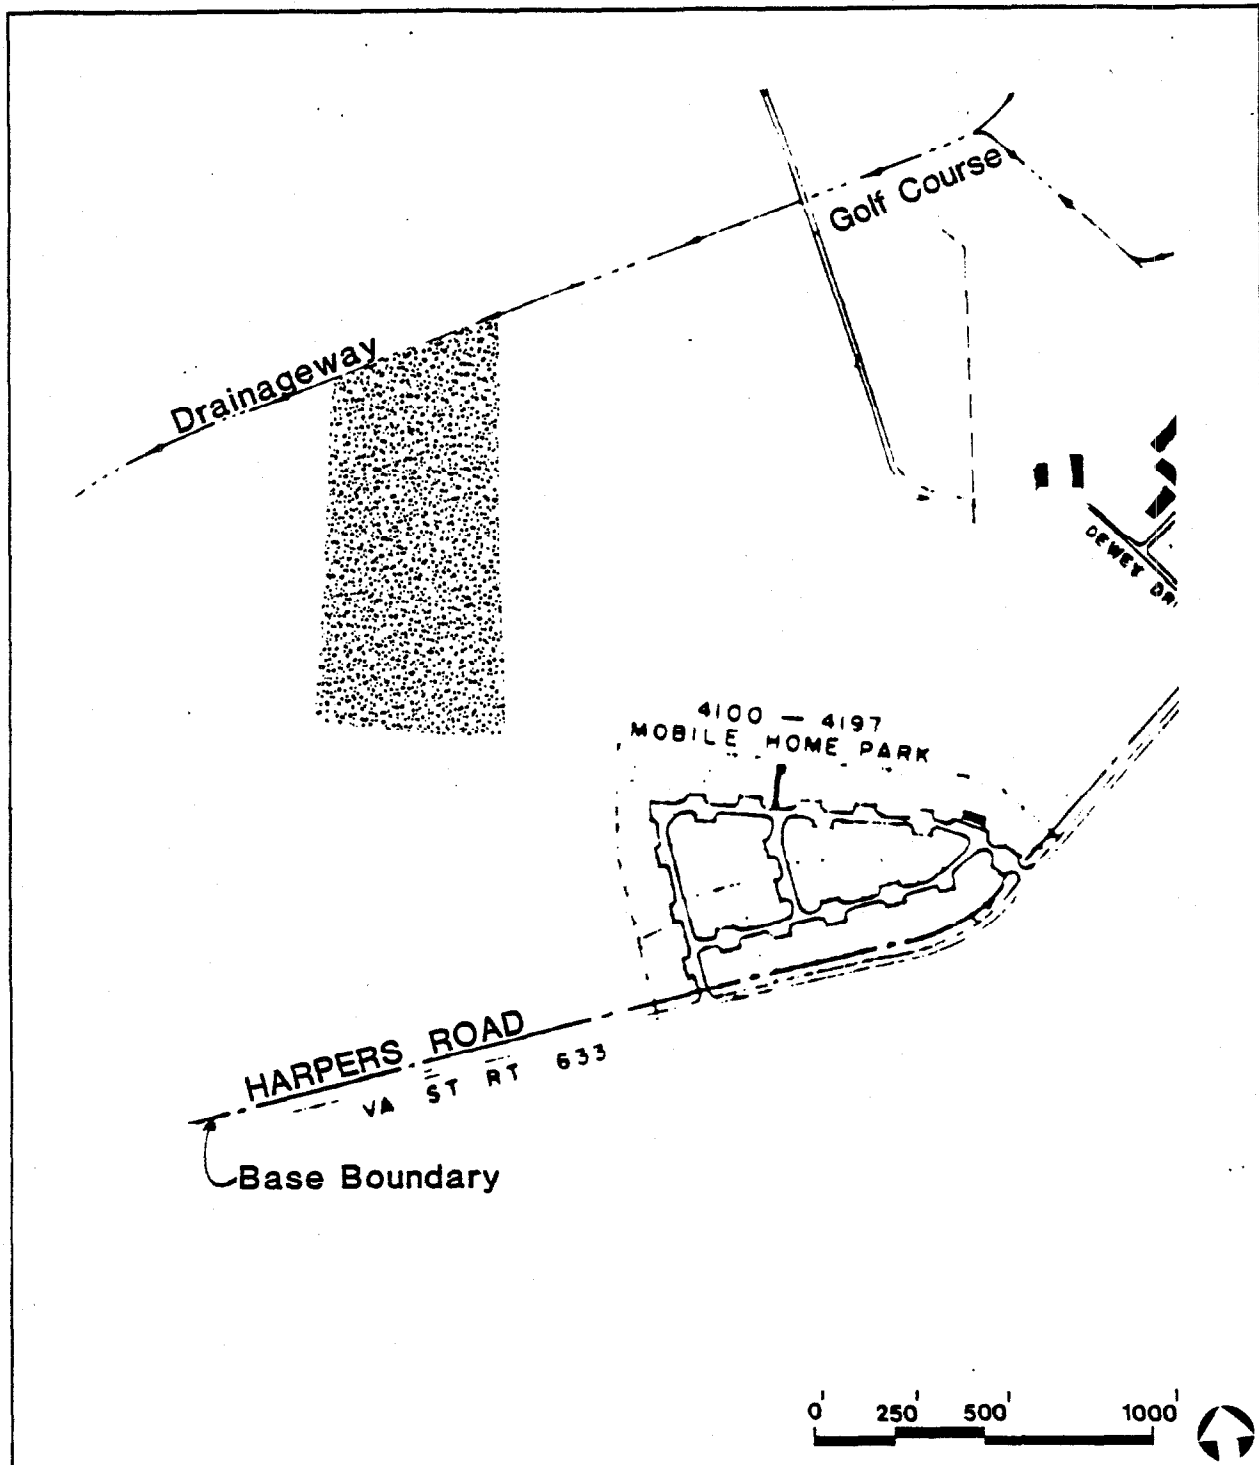 Golf Course
Drainageway
DEWEY DR
4100 — 4197
MOBILE HOME PARK
HARPERS ROAD
VA ST RT 633
Base Boundary
0' 250' 500' 1000'